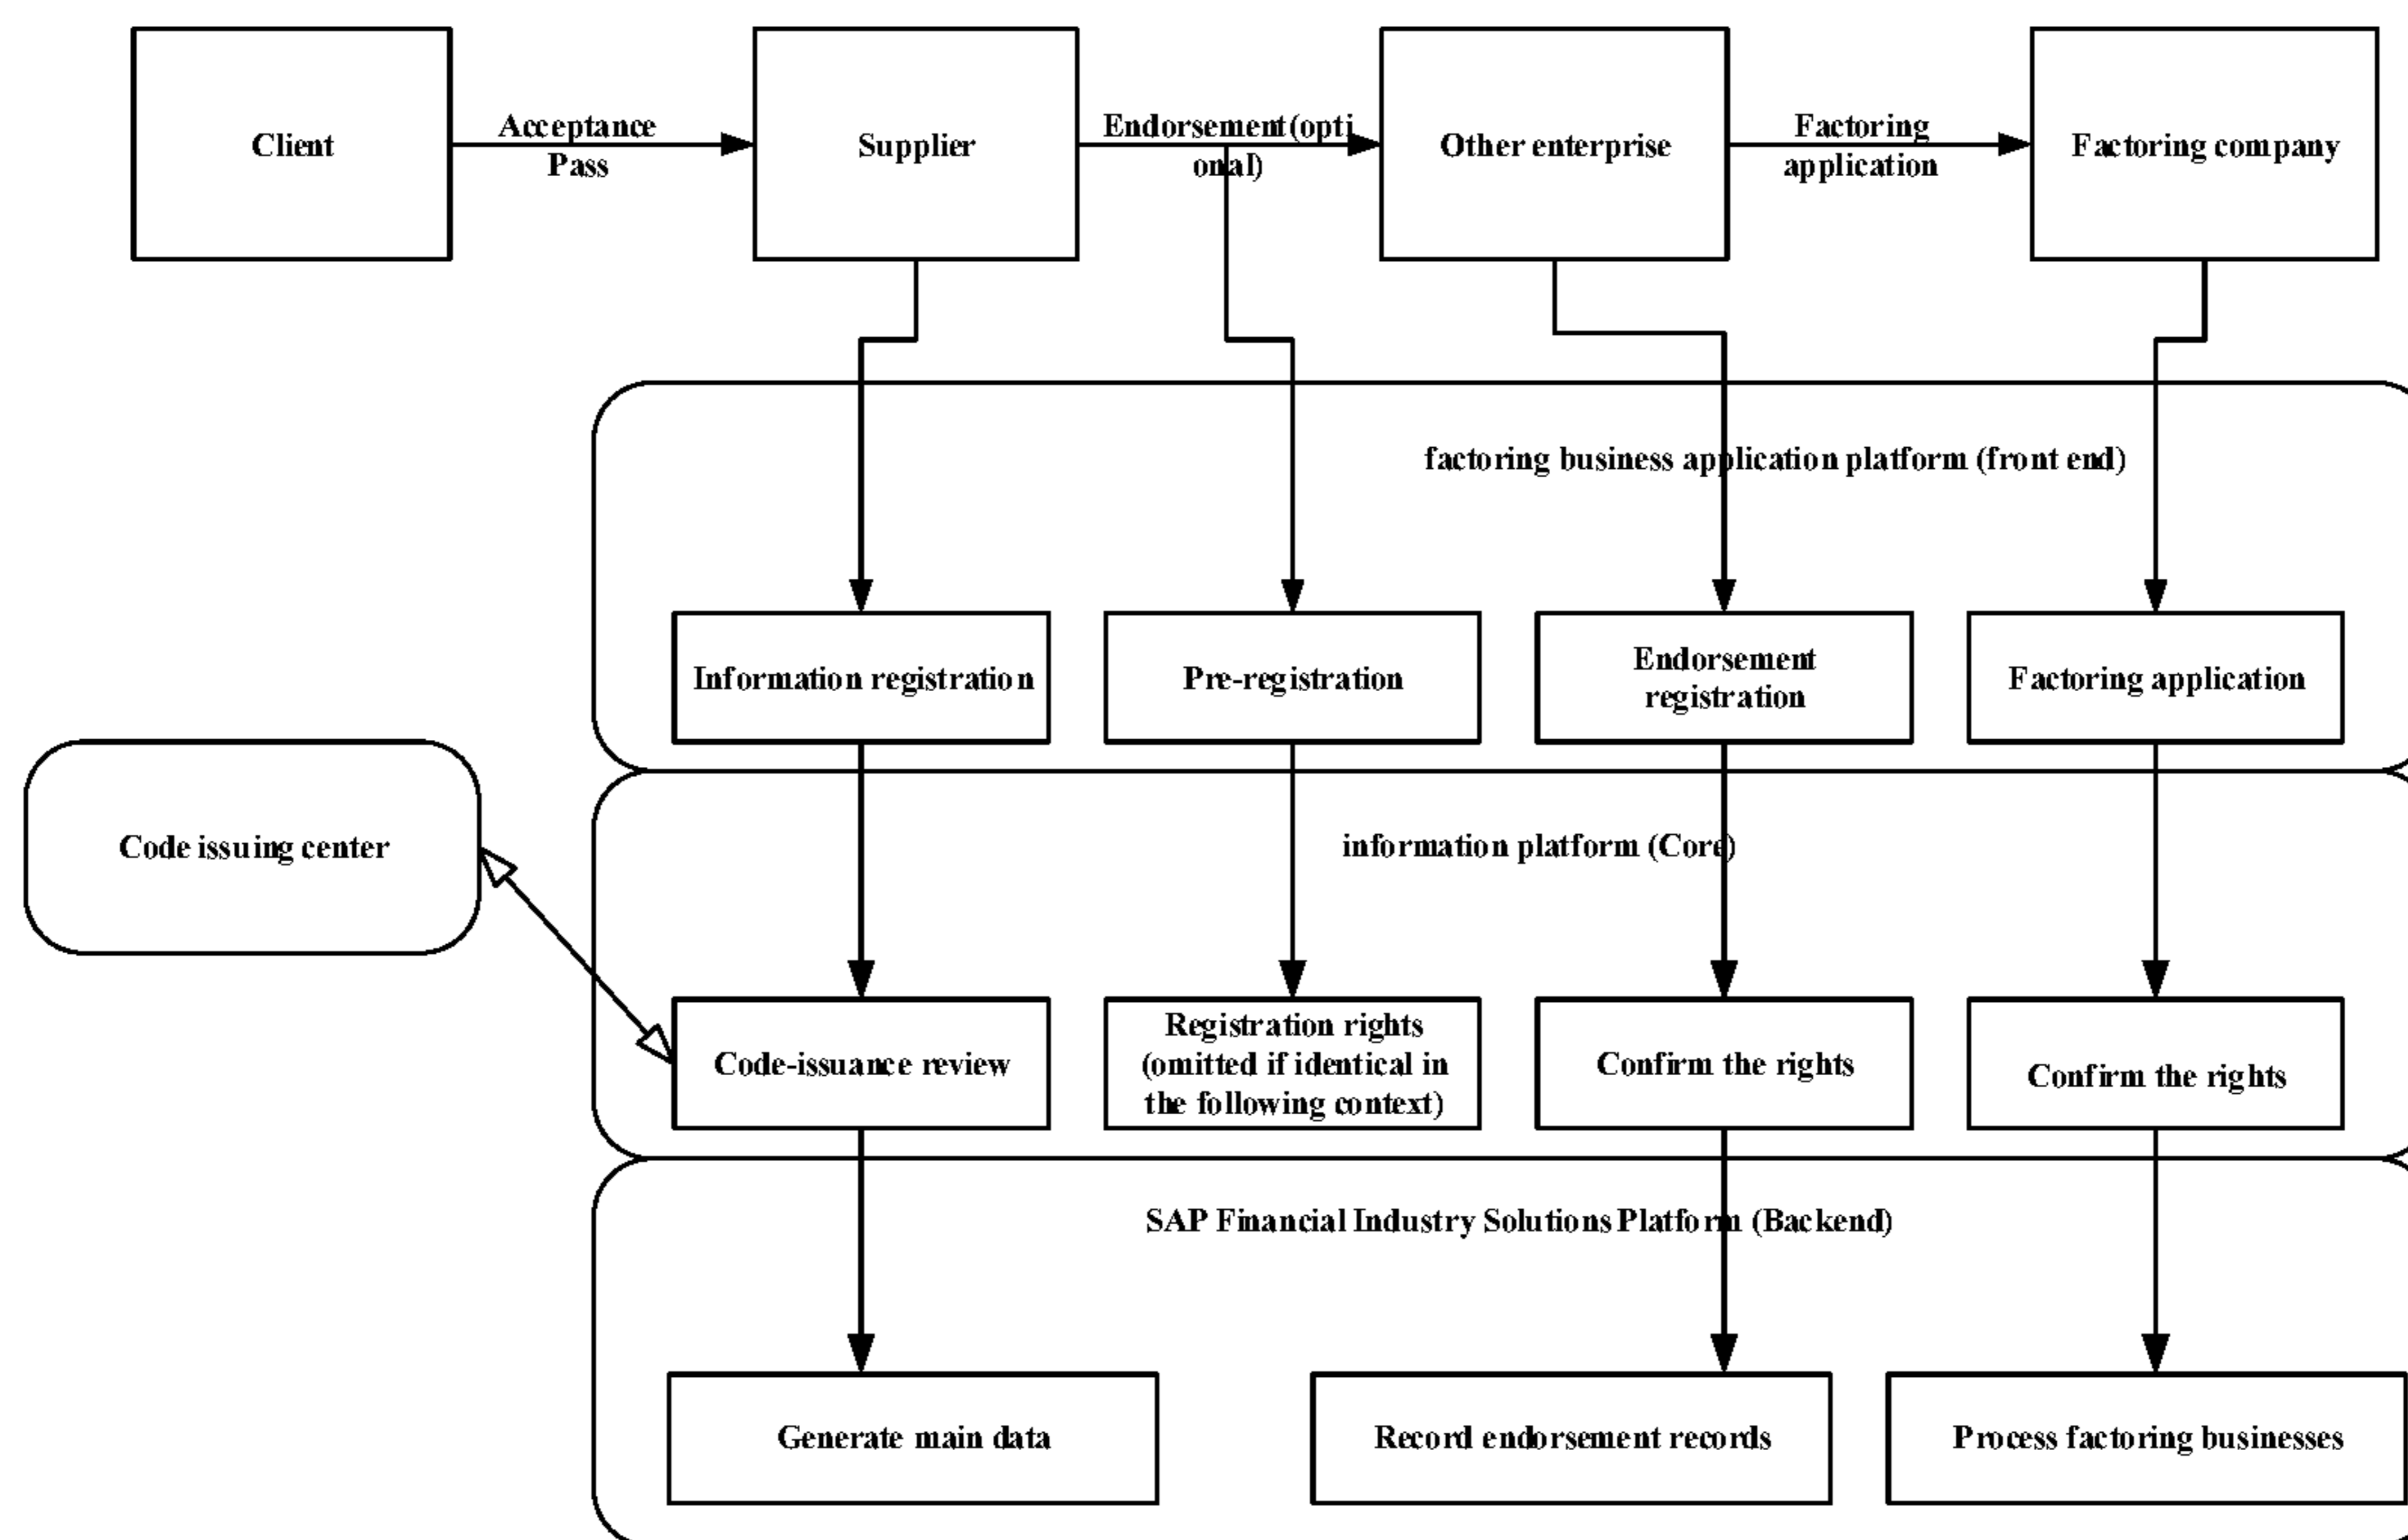 Client
Acceptance
Pass
Supplier
Endorsement (opti
onal)
Other enterprise
Factoring
application
Factoring company
factoring business application platform (front end)
Information registration
Pre-registration
Endorsement
registration
Factoring application
Code issuing center
information platform (Core)
Code-issuance review
Registration rights
(omitted if identical in
the following context)
Confirm the rights
Confirm the rights
SAP Financial Industry Solutions Platform (Backend)
Generate main data
Record endorsement records
Process factoring businesses